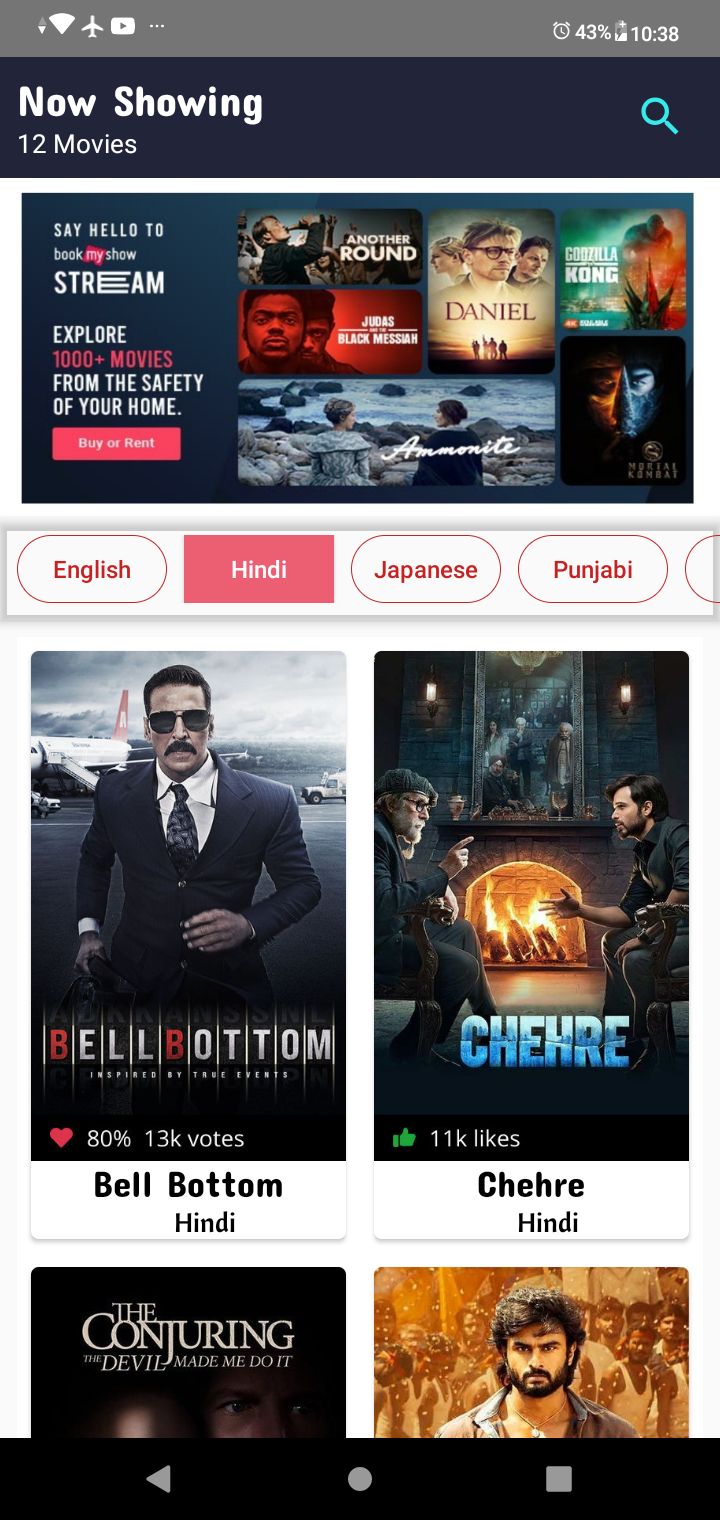 43% 10:38
Now Showing
12 Movies
SAY HELLO TO
book my show
STREAM
EXPLORE
1000+ MOVIES
FROM THE SAFETY
OF YOUR HOME.
Buy or Rent
ANOTHER
ROUND
JUDAS
AND THE
BLACK MESSIAH
DANIEL
GODZILLA
KONG
Ammonite
MORTAL
KOMBAT
English
Hindi
Japanese
Punjabi
BELLBOTTOM
INSPIRED BY TRUE EVENTS
80% 13k votes
Bell Bottom
Hindi
CHEHRE
11k likes
Chehre
Hindi
THE
CONJURING
THE DEVIL MADE ME DO IT